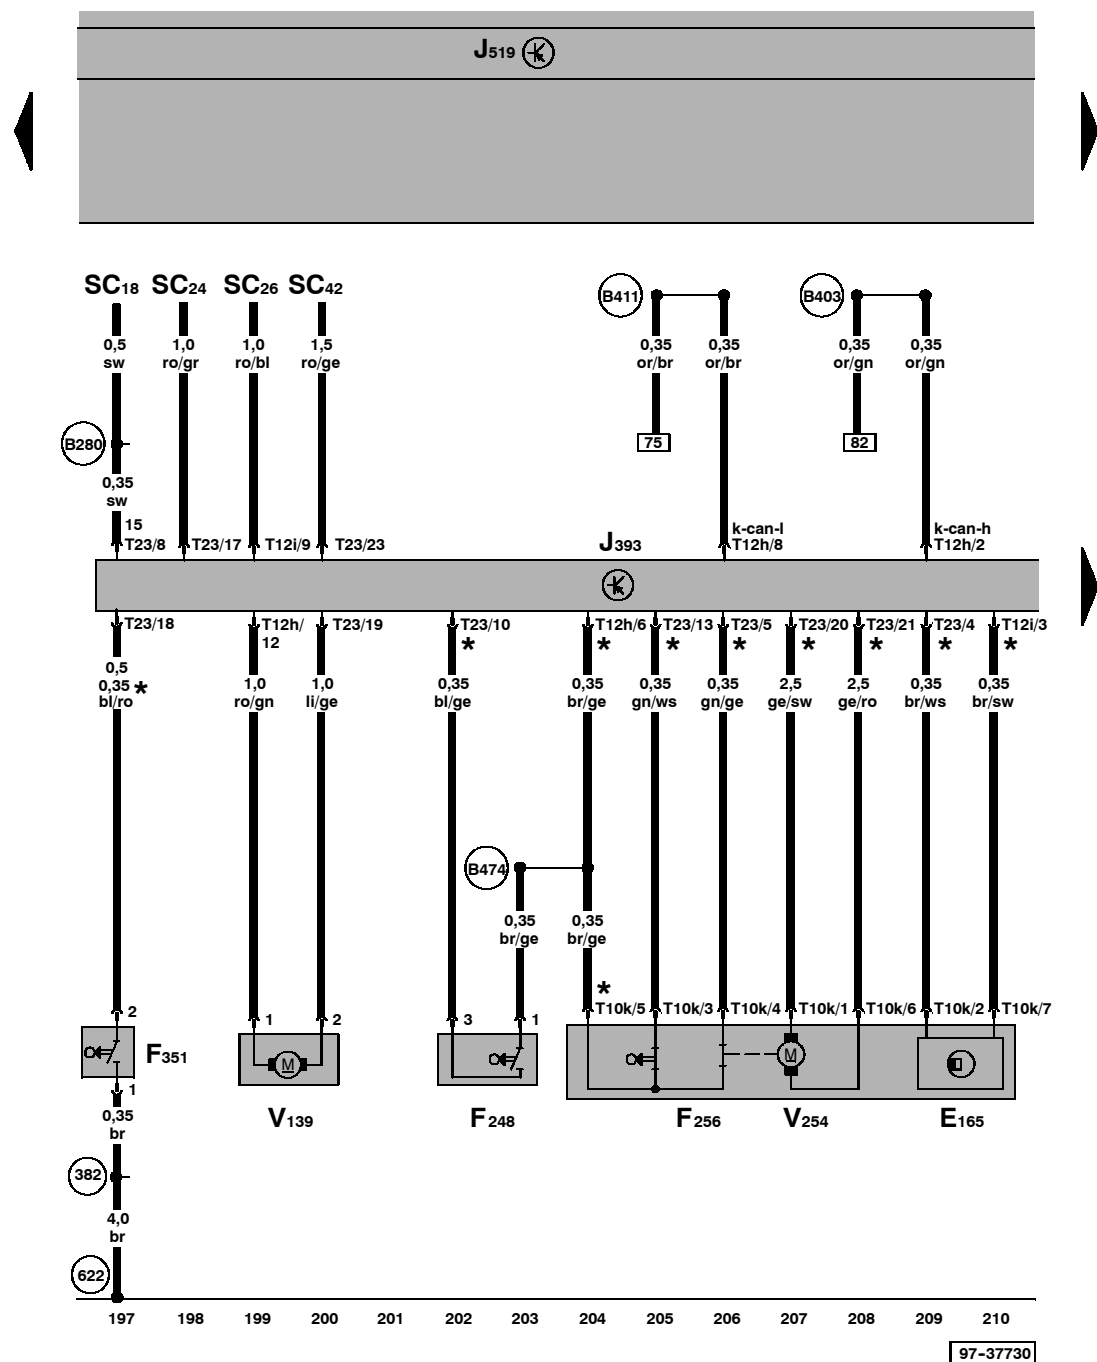 J519
SC18 SC24 SC26 SC42
B411 B403
0,5 1,0 1,0 1,5 0,35 0,35 0,35 0,35
sw ro/gr ro/bl ro/ge or/br or/br or/gn or/gn
B280 75 82
0,35
sw
15 k-can-l k-can-h
T23/8 T23/17 T12i/9 T23/23 J393 T12h/8 T12h/2
T23/18 T12h/ T23/19 T23/10 T12h/6 T23/13 T23/5 T23/20 T23/21 T23/4 T12i/3
12 * * * * * * * *
0,5
0,35 * 1,0 1,0 0,35 0,35 0,35 0,35 2,5 2,5 0,35 0,35
bl/ro ro/gn li/ge bl/ge br/ge gn/ws gn/ge ge/sw ge/ro br/ws br/sw
B474
0,35 0,35
br/ge br/ge
*
2 1 2 3 1 T10k/5 T10k/3 T10k/4 T10k/1 T10k/6 T10k/2 T10k/7
F351 M M
1
0,35 V139 F248 F256 V254 E165
br
382
4,0
br
622
197 198 199 200 201 202 203 204 205 206 207 208 209 210
97-37730